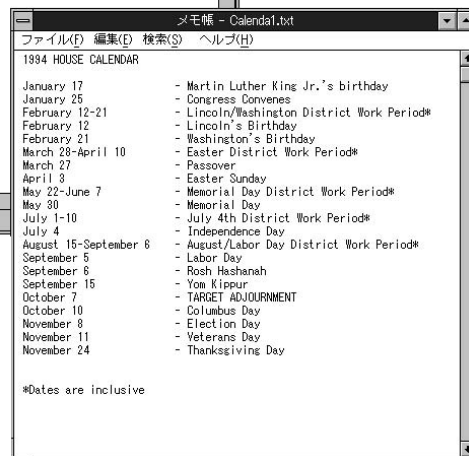 メモ帳 - Calenda1.txt
ファイル(F) 編集(E) 検索(S) ヘルプ(H)
1994 HOUSE CALENDAR
January 17 - Martin Luther King Jr.'s birthday
January 25 - Congress Convenes
February 12-21 - Lincoln/Washington District Work Period*
February 12 - Lincoln's Birthday
February 21 - Washington's Birthday
March 28-April 10 - Easter District Work Period*
March 27 - Passover
April 3 - Easter Sunday
May 22-June 7 - Memorial Day District Work Period*
May 30 - Memorial Day
July 1-10 - July 4th District Work Period*
July 4 - Independence Day
August 15-September 6 - August/Labor Day District Work Period*
September 5 - Labor Day
September 6 - Rosh Hashanah
September 15 - Yom Kippur
October 7 - TARGET ADJOURNMENT
October 10 - Columbus Day
November 8 - Election Day
November 11 - Veterans Day
November 24 - Thanksgiving Day
*Dates are inclusive